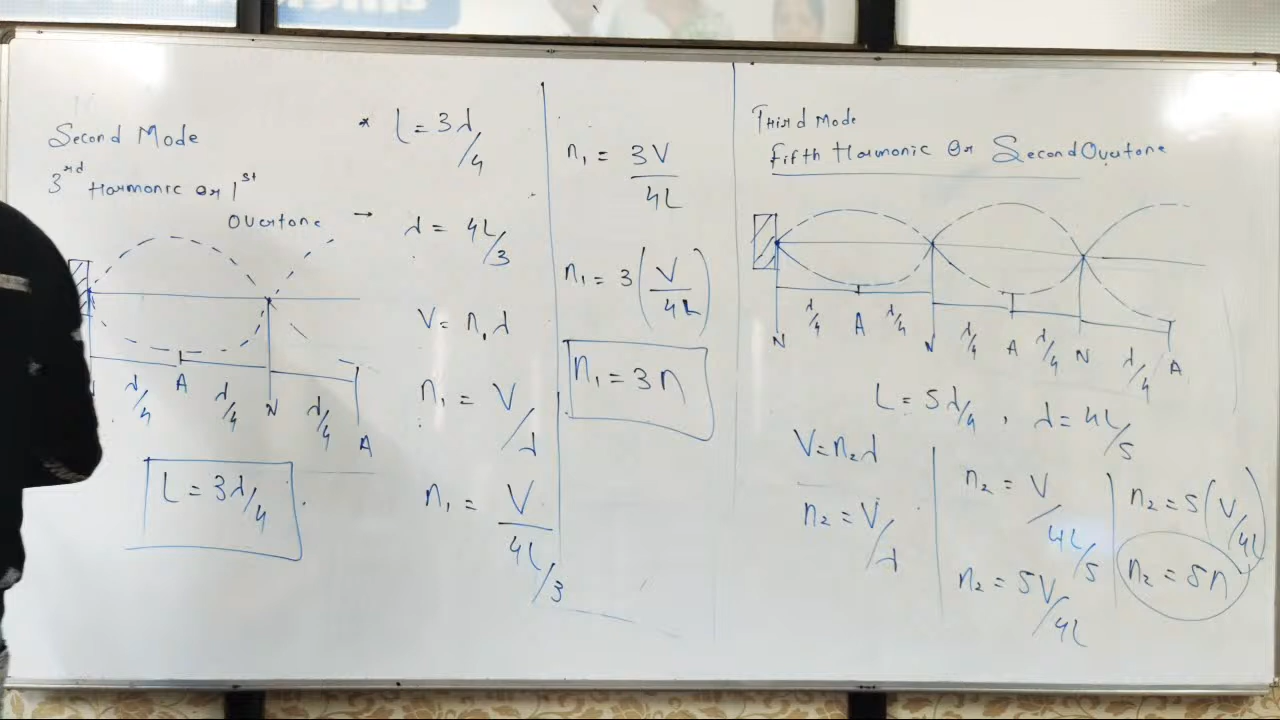 Second Mode
3rd Harmonic or 1st
Overtone →
λ/4 A λ/4 N λ/4 A
L = 3λ/4
* L = 3λ/4
λ = 4L/3
V = n₁λ
n₁ = V/λ
n₁ = V/4L/3
n₁ = 3V/4L
n₁ = 3(V/4L)
n₁ = 3n
Third Mode
Fifth Harmonic or Second Overtone
N λ/4 A λ/4 N λ/4 A λ/4 N λ/4 A
L = 5λ/4, λ = 4L/5
V = n₂λ
n₂ = V/λ
n₂ = V/4L/5
n₂ = 5V/4L
n₂ = 5(V/4L)
n₂ = 5n